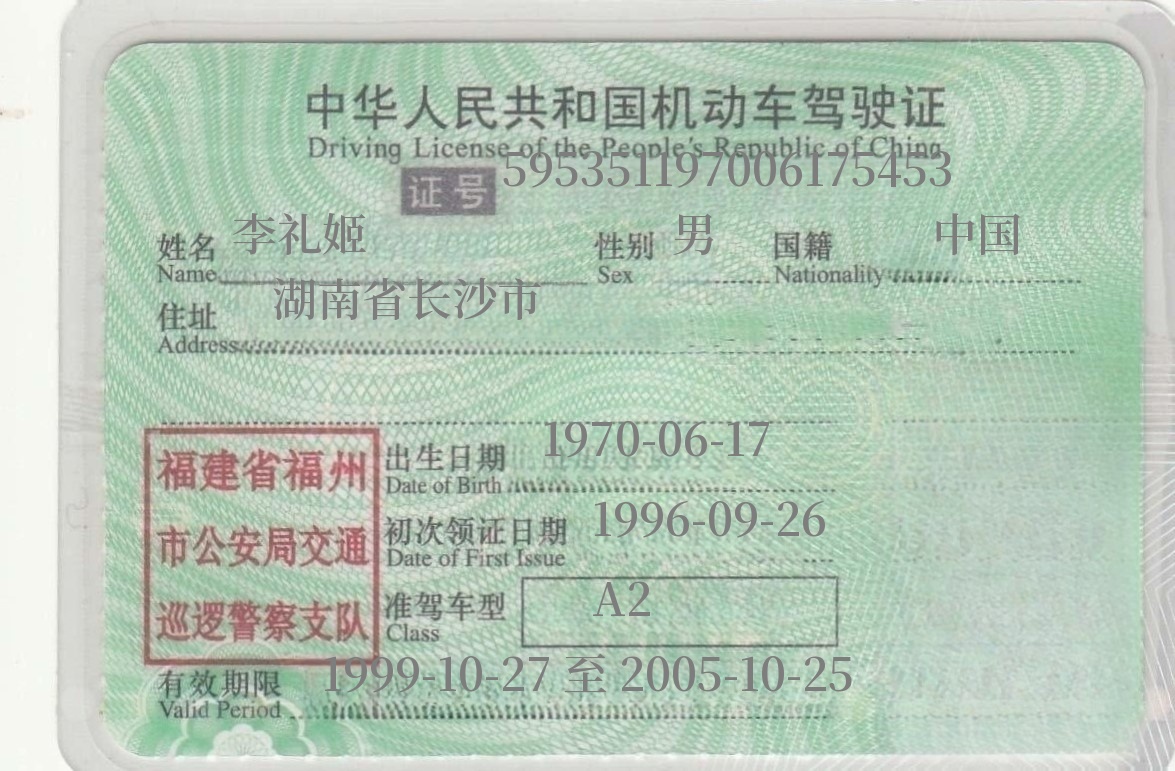 中华人民共和国机动车驾驶证
Driving License of the People's Republic of China
证号 595351197006175453
姓名 李礼姬 性别 男 国籍 中国
Name Sex Nationality
住址 湖南省长沙市
Address
福建省福州
市公安局交通
巡逻警察支队
出生日期 1970-06-17
Date of Birth
初次领证日期 1996-09-26
Date of First Issue
准驾车型 A2
Class
有效期限 1999-10-27 至 2005-10-25
Valid Period